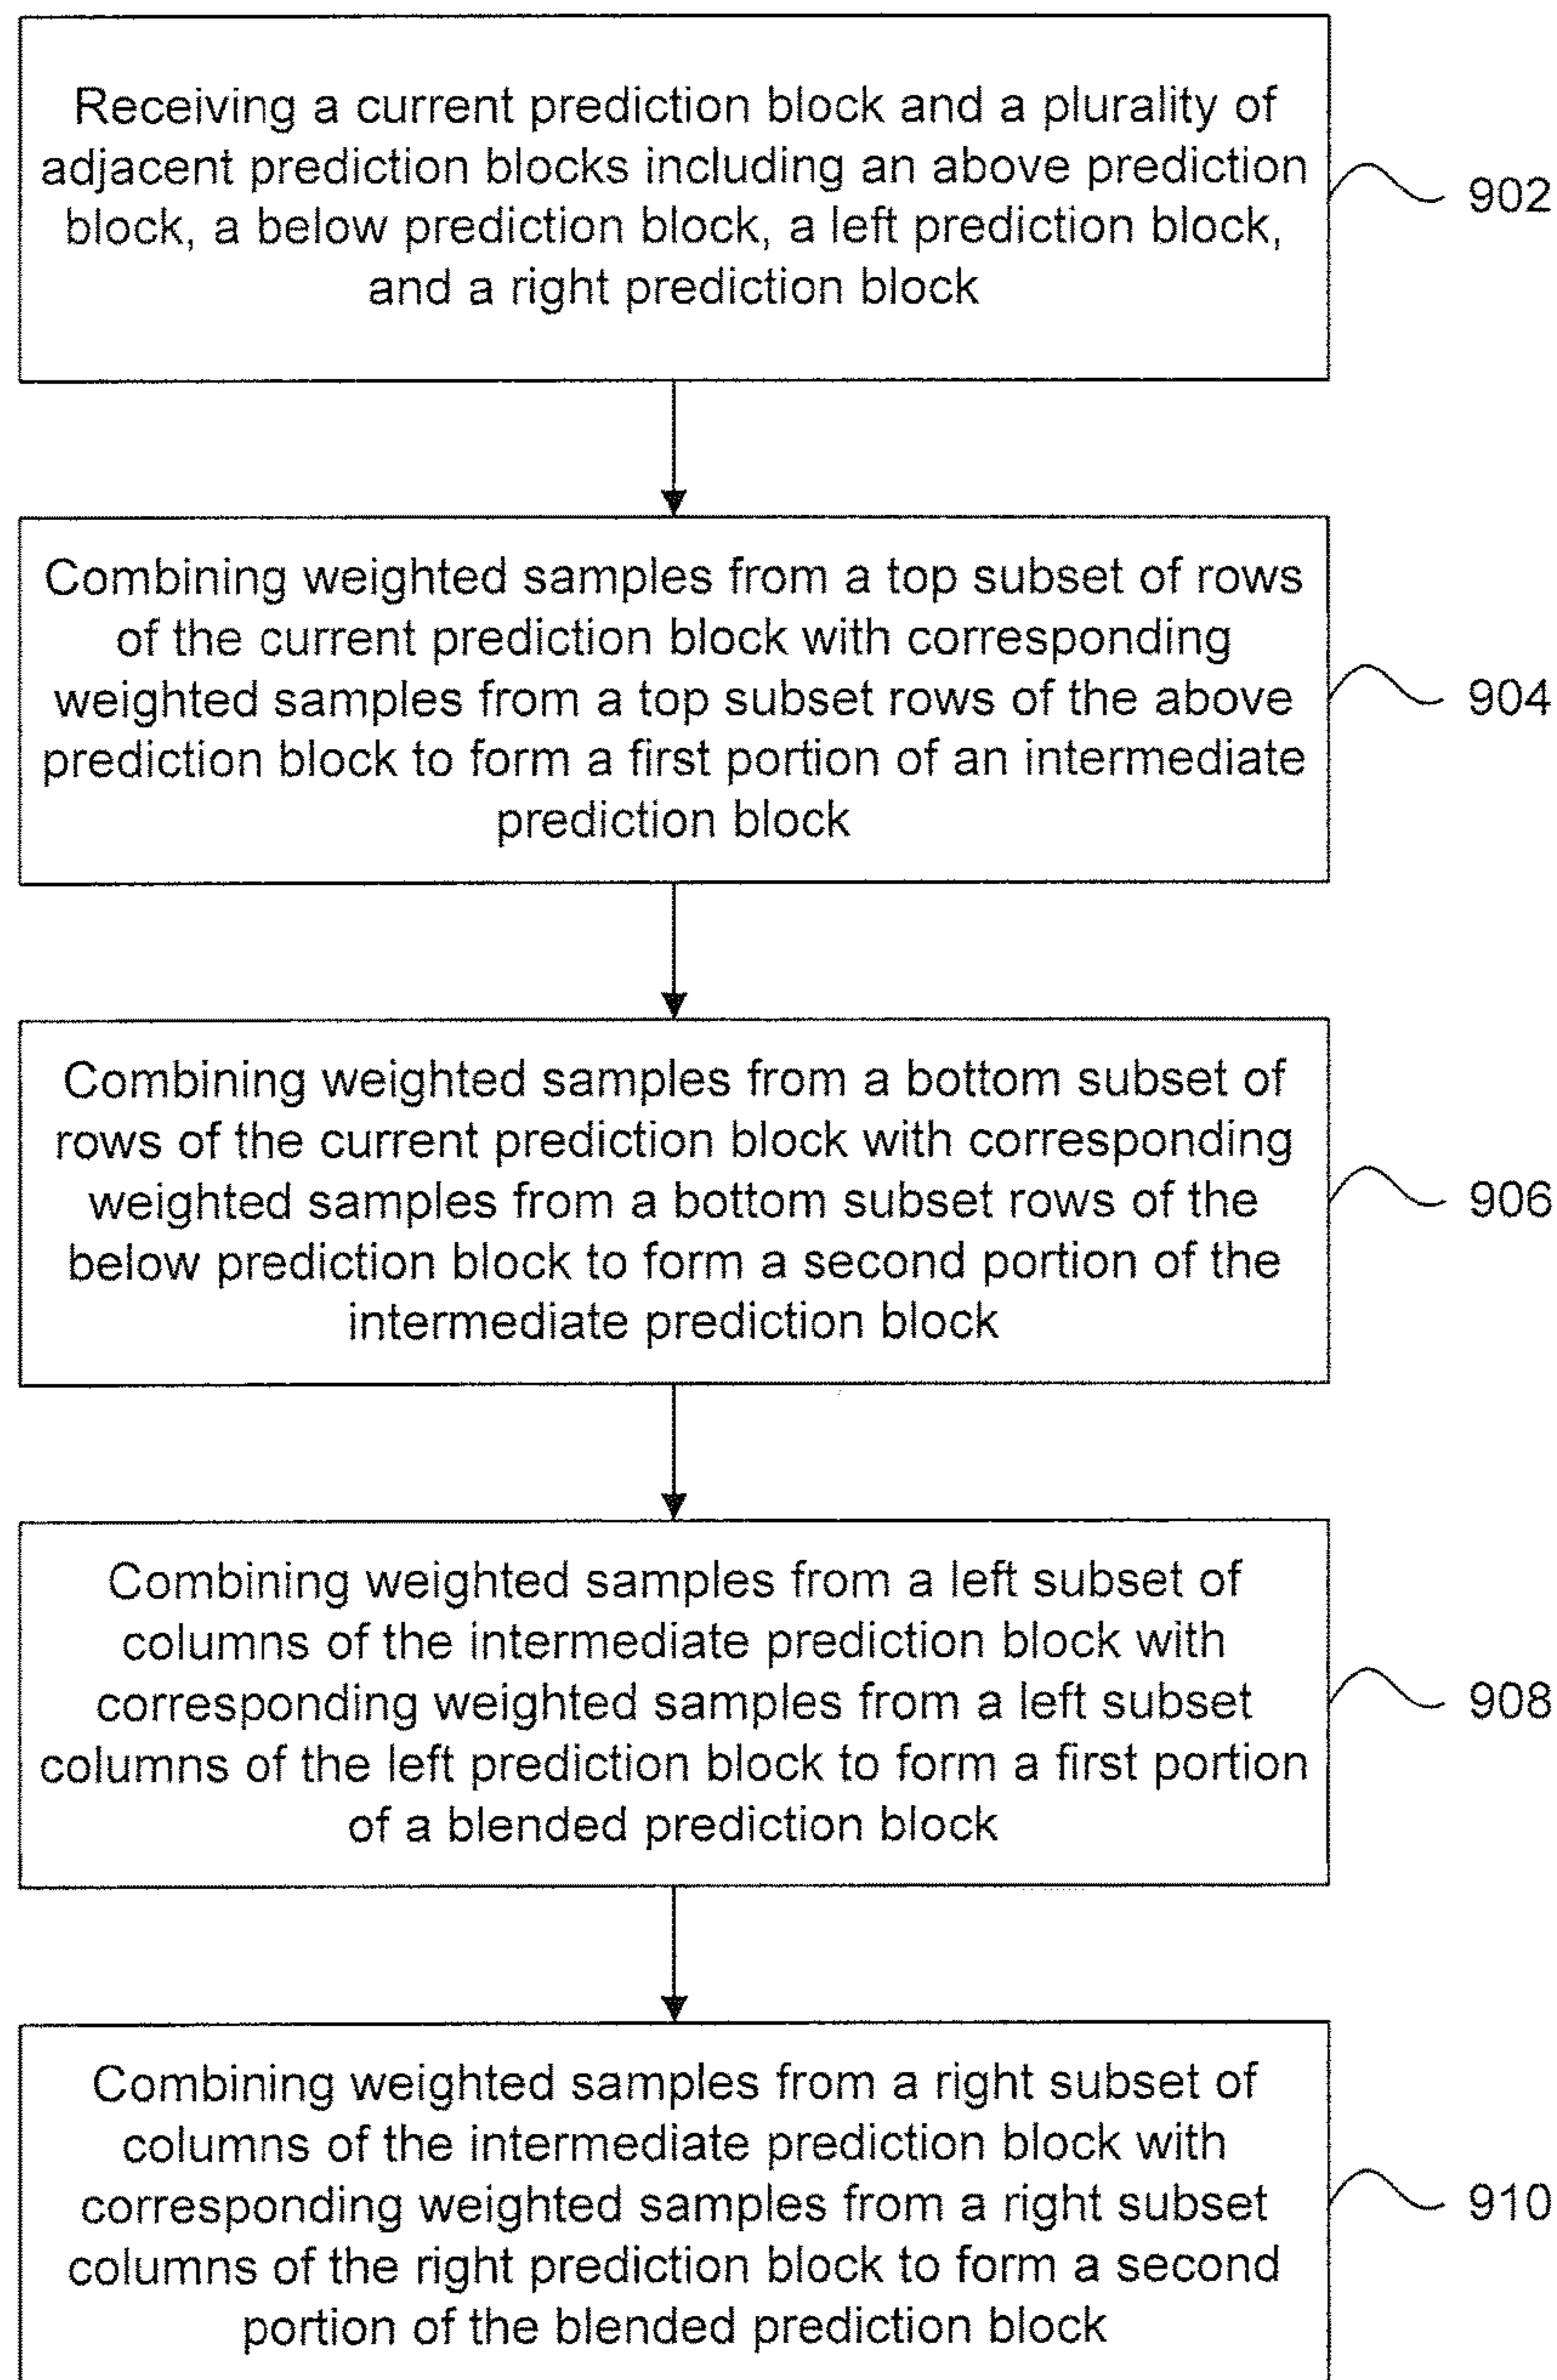 Receiving a current prediction block and a plurality of
adjacent prediction blocks including an above prediction
block, a below prediction block, a left prediction block,
and a right prediction block
902
Combining weighted samples from a top subset of rows
of the current prediction block with corresponding
weighted samples from a top subset rows of the above
prediction block to form a first portion of an intermediate
prediction block
904
Combining weighted samples from a bottom subset of
rows of the current prediction block with corresponding
weighted samples from a bottom subset rows of the
below prediction block to form a second portion of the
intermediate prediction block
906
Combining weighted samples from a left subset of
columns of the intermediate prediction block with
corresponding weighted samples from a left subset
columns of the left prediction block to form a first portion
of a blended prediction block
908
Combining weighted samples from a right subset of
columns of the intermediate prediction block with
corresponding weighted samples from a right subset
columns of the right prediction block to form a second
portion of the blended prediction block
910